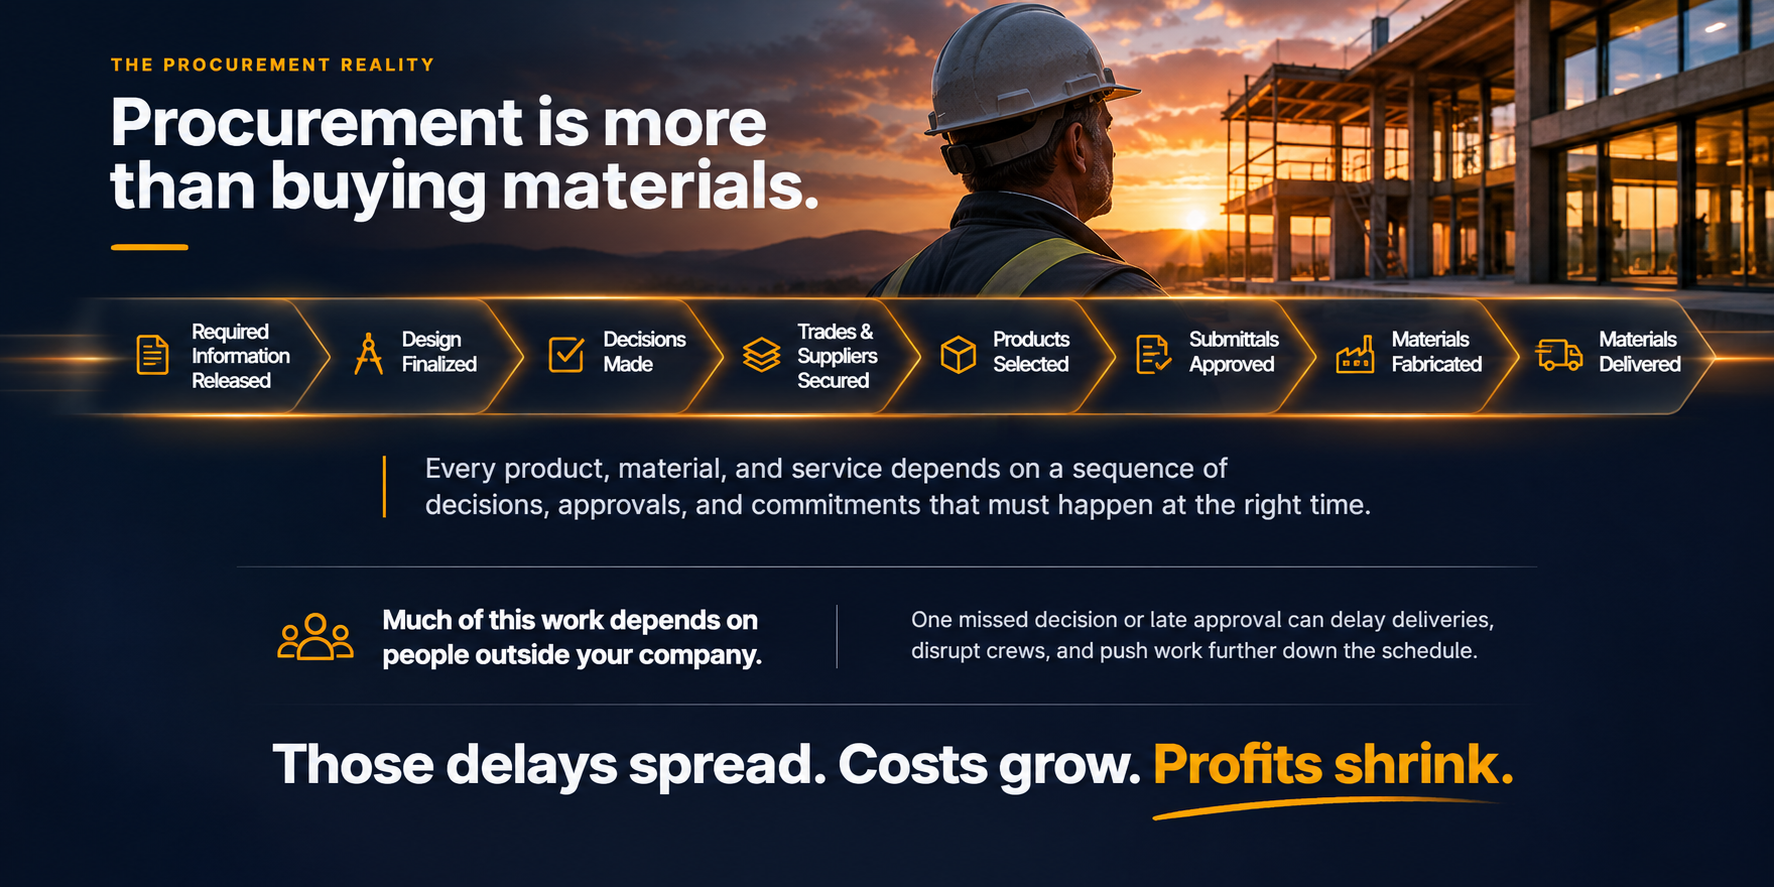 THE PROCUREMENT REALITY
Procurement is more
than buying materials.
Required
Information
Released
Design
Finalized
Decisions
Made
Trades &
Suppliers
Secured
Products
Selected
Submittals
Approved
Materials
Fabricated
Materials
Delivered
Every product, material, and service depends on a sequence of
decisions, approvals, and commitments that must happen at the right time.
Much of this work depends on
people outside your company.
One missed decision or late approval can delay deliveries,
disrupt crews, and push work further down the schedule.
Those delays spread. Costs grow. Profits shrink.